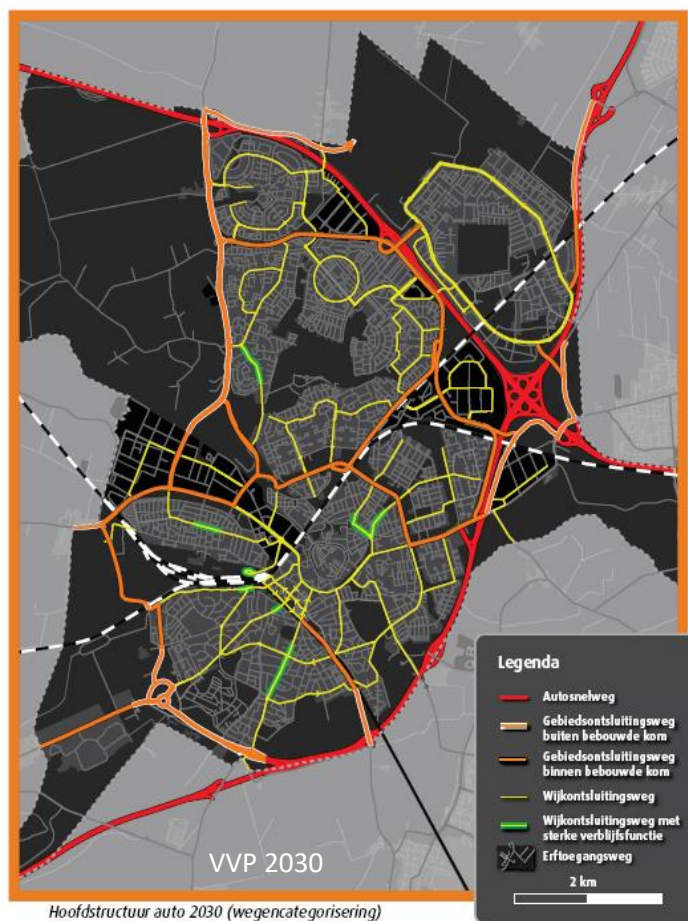 VVP 2030
Legenda
Autosnelweg
Gebiedsontsluitingsweg
buiten bebouwde kom
Gebiedsontsluitingsweg
binnen bebouwde kom
Wijkontsluitingsweg
Wijkontsluitingsweg met
sterke verblijfsfunctie
Erftoegangsweg
2 km
Hoofdstructuur auto 2030 (wegencategorisering)